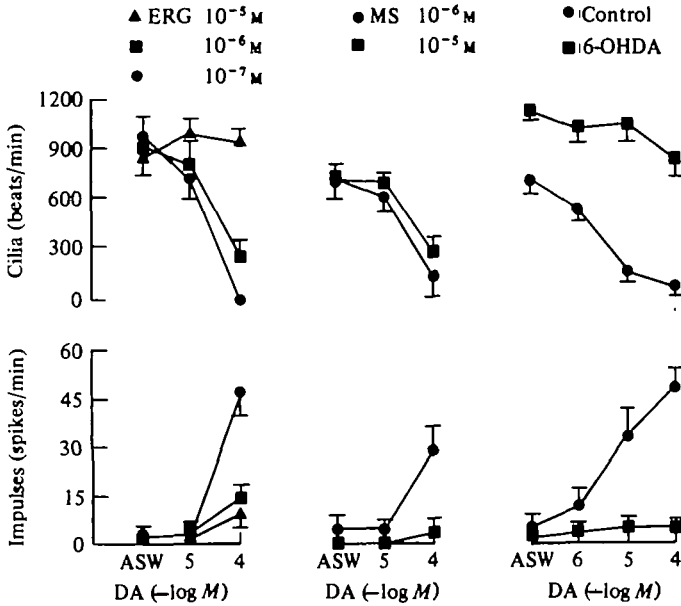 ▲ ERG 10⁻⁵ M
■ 10⁻⁶ M
● 10⁻⁷ M
● MS 10⁻⁶ M
■ 10⁻⁵ M
● Control
■ 6-OHDA
Cilia (beats/min)
1200
900
600
300
0
Impulses (spikes/min)
60
45
30
15
0
ASW 5 4
DA (−log M)
ASW 5 4
DA (−log M)
ASW 6 5 4
DA (−log M)